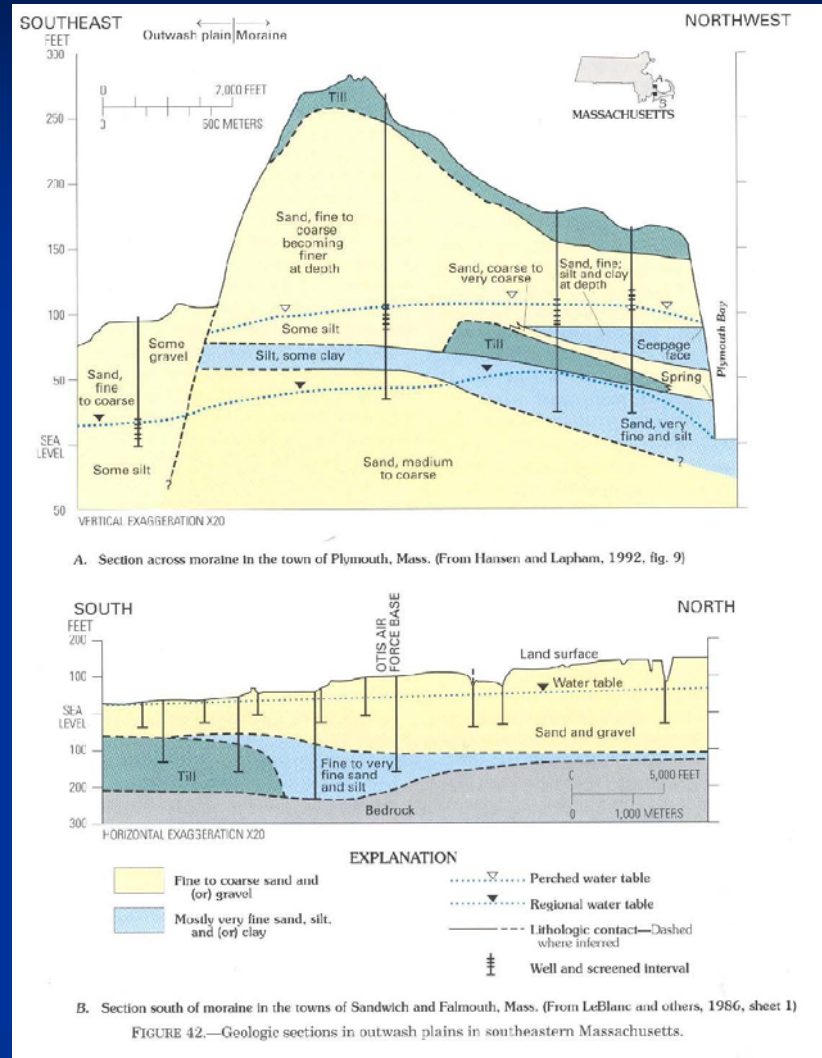 SOUTHEAST
NORTHWEST
FEET
Outwash plain
Moraine
300
250
200
150
100
50
SEA
LEVEL
50
0
2,000 FEET
0
500 METERS
MASSACHUSETTS
A
B
Till
Sand, fine to
coarse
becoming
finer
at depth
Sand, coarse to
very coarse
Sand, fine;
silt and clay
at depth
Some silt
Some
gravel
Silt, some clay
Till
Seepage
face
Spring
Plymouth Bay
Sand,
fine
to coarse
Some silt
?
Sand, medium
to coarse
Sand, very
fine and silt
?
VERTICAL EXAGGERATION X20
A. Section across moraine in the town of Plymouth, Mass. (From Hansen and Lapham, 1992, fig. 9)
SOUTH
NORTH
FEET
200
100
SEA
LEVEL
100
200
300
OTIS AIR
FORCE BASE
Land surface
Water table
Sand and gravel
Till
Fine to very
fine sand
and silt
Bedrock
0
5,000 FEET
0
1,000 METERS
HORIZONTAL EXAGGERATION X20
EXPLANATION
Fine to coarse sand and
(or) gravel
Mostly very fine sand, silt,
and (or) clay
Perched water table
Regional water table
Lithologic contact—Dashed
where inferred
Well and screened interval
B. Section south of moraine in the towns of Sandwich and Falmouth, Mass. (From LeBlanc and others, 1986, sheet 1)
FIGURE 42.—Geologic sections in outwash plains in southeastern Massachusetts.